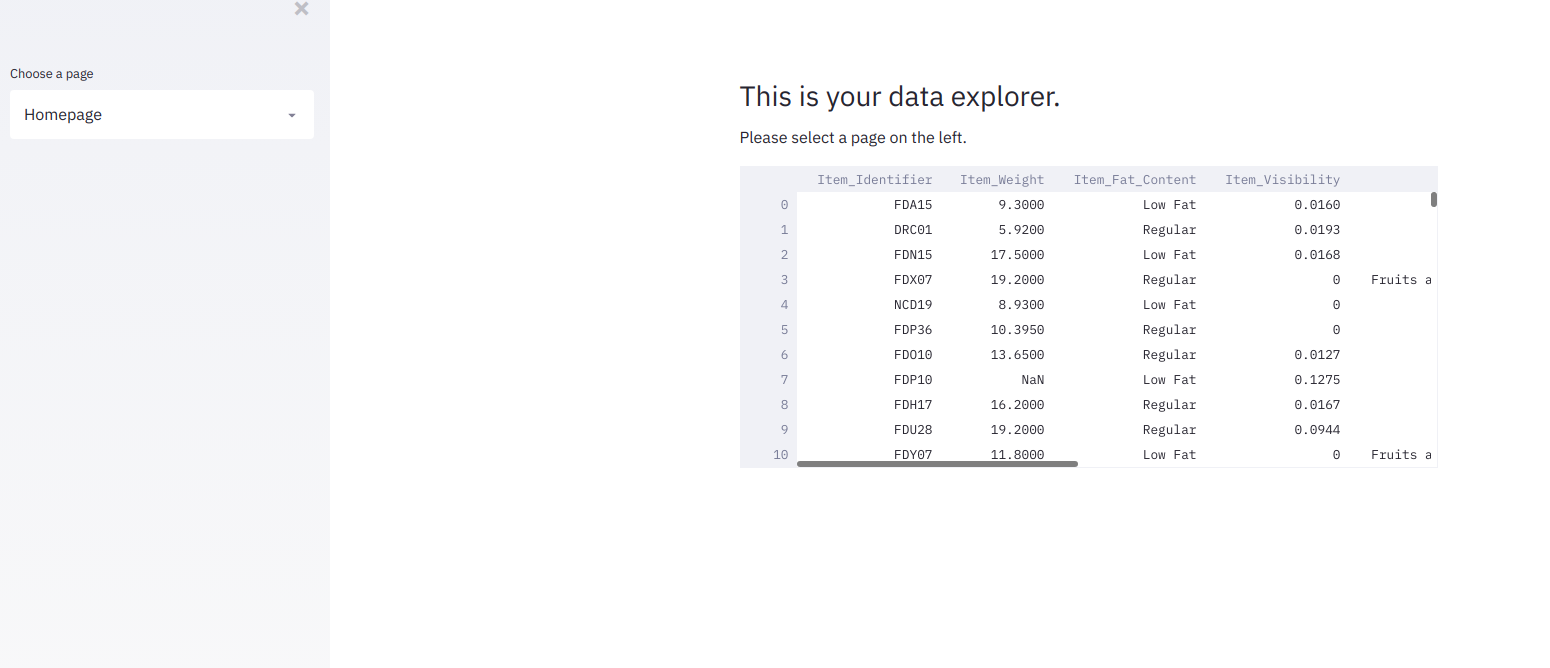 Choose a page
Homepage
This is your data explorer.
Please select a page on the left.
Item_Identifier Item_Weight Item_Fat_Content Item_Visibility
0 FDA15 9.3000 Low Fat 0.0160
1 DRC01 5.9200 Regular 0.0193
2 FDN15 17.5000 Low Fat 0.0168
3 FDX07 19.2000 Regular 0 Fruits a
4 NCD19 8.9300 Low Fat 0
5 FDP36 10.3950 Regular 0
6 FDO10 13.6500 Regular 0.0127
7 FDP10 NaN Low Fat 0.1275
8 FDH17 16.2000 Regular 0.0167
9 FDU28 19.2000 Regular 0.0944
10 FDY07 11.8000 Low Fat 0 Fruits a